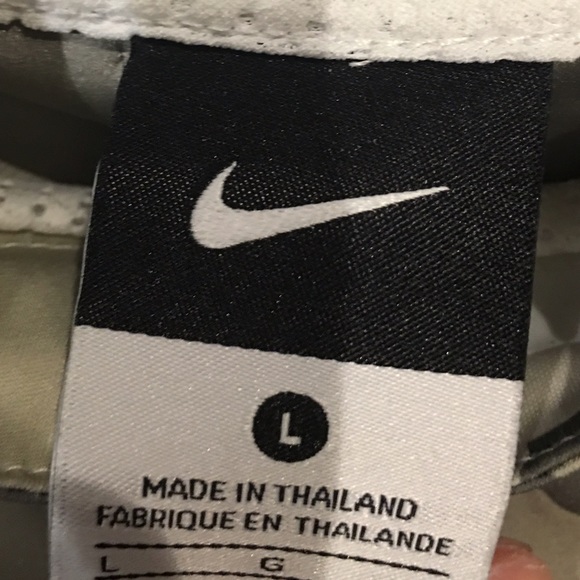 L
MADE IN THAILAND
FABRIQUE EN THAILANDE
L G